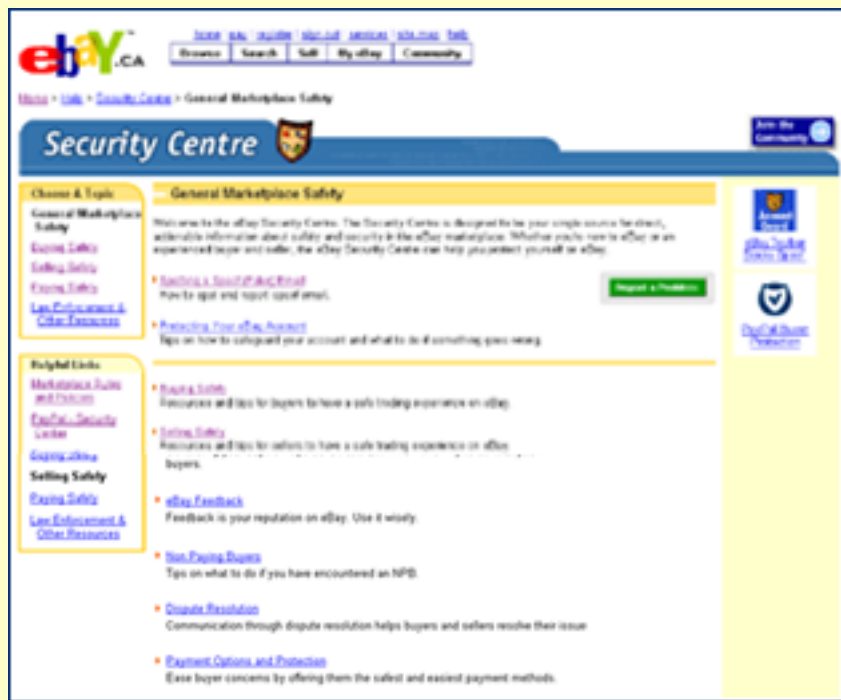 ebaY.CA
home pay register sign out services site map help
Browse Search Sell My eBay Community
Home > Help > Security Centre > General Marketplace Safety
Security Centre
Join the Community
Choose A Topic
General Marketplace Safety
Buying Safety
Selling Safety
Paying Safety
Law Enforcement &
Other Resources
General Marketplace Safety
Welcome to the eBay Security Centre. The Security Centre is designed to be your single source for direct,
actionable information about safety and security in the eBay marketplace. Whether you're new to eBay or an
experienced buyer and seller, the eBay Security Centre can help you protect yourself on eBay.
Spotting a Spoof (Fake) Email
How to spot and report spoof email.
Report a Problem
Protecting Your eBay Account
Tips on how to safeguard your account and what to do if something goes wrong.
Account Guard
eBay Toolbar
PayPal Buyer
Protection
Helpful Links
Marketplace Rules
and Policies
PayPal - Security
Center
Selling Safety
Paying Safety
Law Enforcement &
Other Resources
Buying Safety
Resources and tips for buyers to have a safe trading experience on eBay.
Selling Safety
Resources and tips for sellers to have a safe trading experience on eBay
buyers.
eBay Feedback
Feedback is your reputation on eBay. Use it wisely.
Non Paying Buyers
Tips on what to do if you have encountered an NPB.
Dispute Resolution
Communication through dispute resolution helps buyers and sellers resolve their issue
Payment Options and Protection
Ease buyer concerns by offering them the safest and easiest payment methods.